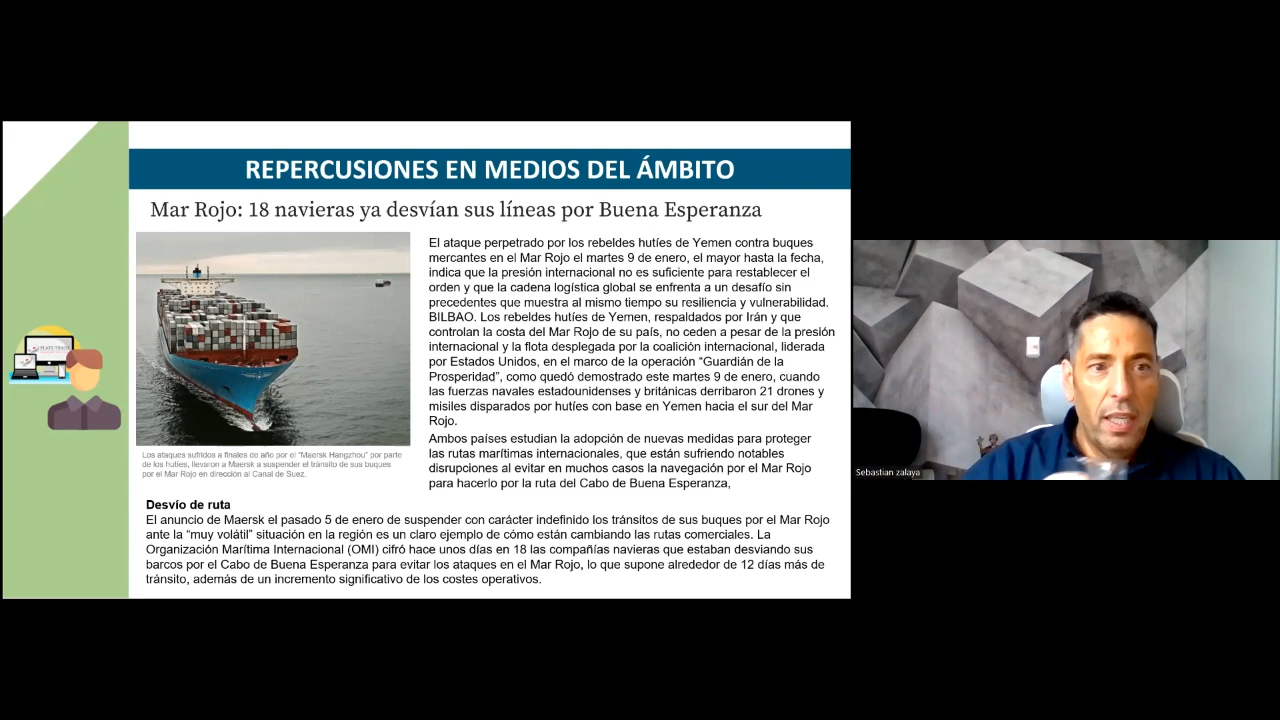 REPERCUSIONES EN MEDIOS DEL ÁMBITO
Mar Rojo: 18 navieras ya desvían sus líneas por Buena Esperanza
El ataque perpetrado por los rebeldes hutíes de Yemen contra buques
mercantes en el Mar Rojo el martes 9 de enero, el mayor hasta la fecha,
indica que la presión internacional no es suficiente para restablecer el
orden y que la cadena logística global se enfrenta a un desafío sin
precedentes que muestra al mismo tiempo su resiliencia y vulnerabilidad.
BILBAO. Los rebeldes hutíes de Yemen, respaldados por Irán y que
controlan la costa del Mar Rojo de su país, no ceden a pesar de la presión
internacional y la flota desplegada por la coalición internacional, liderada
por Estados Unidos, en el marco de la operación “Guardián de la
Prosperidad”, como quedó demostrado este martes 9 de enero, cuando
las fuerzas navales estadounidenses y británicas derribaron 21 drones y
misiles disparados por hutíes con base en Yemen hacia el sur del Mar
Rojo.
Ambos países estudian la adopción de nuevas medidas para proteger
las rutas marítimas internacionales, que están sufriendo notables
disrupciones al evitar en muchos casos la navegación por el Mar Rojo
para hacerlo por la ruta del Cabo de Buena Esperanza,
Los ataques sufridos a finales de año por el “Maersk Hangzhou” por parte
de los hutíes, llevaron a Maersk a suspender el tránsito de sus buques
por el Mar Rojo en dirección al Canal de Suez.
Desvío de ruta
El anuncio de Maersk el pasado 5 de enero de suspender con carácter indefinido los tránsitos de sus buques por el Mar Rojo
ante la “muy volátil” situación en la región es un claro ejemplo de cómo están cambiando las rutas comerciales. La
Organización Marítima Internacional (OMI) cifró hace unos días en 18 las compañías navieras que estaban desviando sus
barcos por el Cabo de Buena Esperanza para evitar los ataques en el Mar Rojo, lo que supone alrededor de 12 días más de
tránsito, además de un incremento significativo de los costes operativos.
Sebastian zalaya